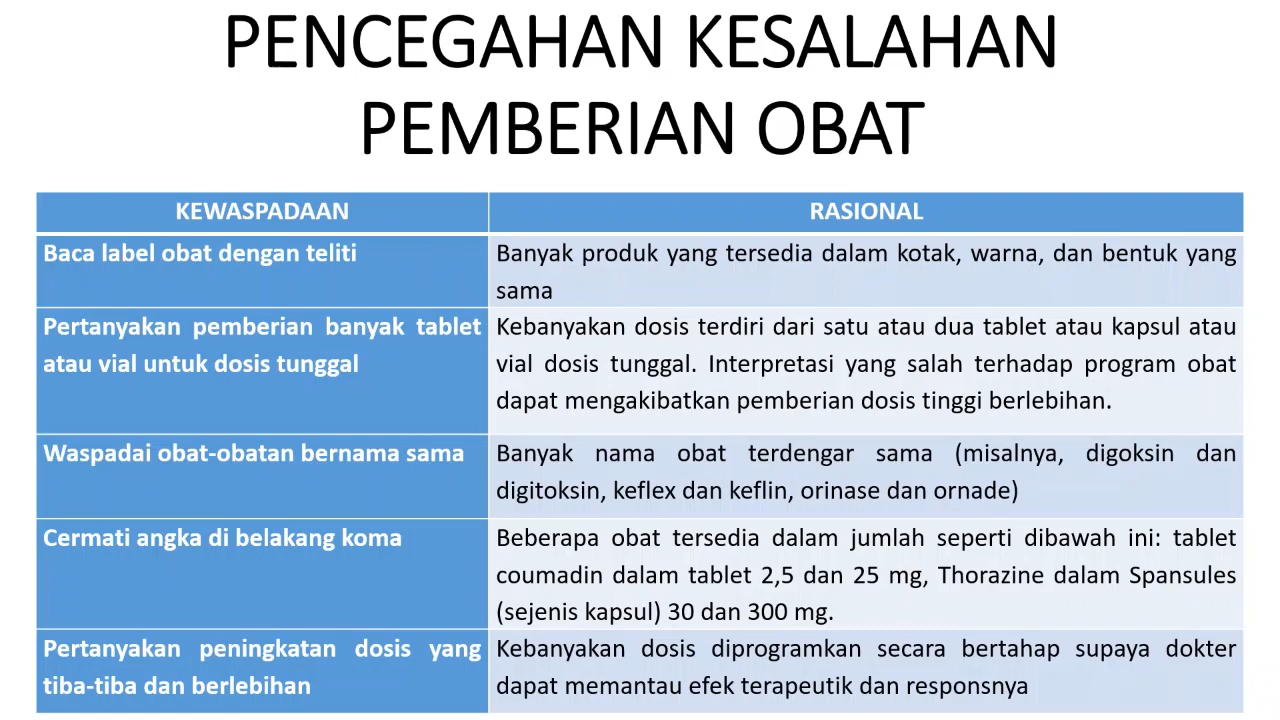 PENCEGAHAN KESALAHAN
PEMBERIAN OBAT
KEWASPADAAN
RASIONAL
Baca label obat dengan teliti
Banyak produk yang tersedia dalam kotak, warna, dan bentuk yang
sama
Pertanyakan pemberian banyak tablet
atau vial untuk dosis tunggal
Kebanyakan dosis terdiri dari satu atau dua tablet atau kapsul atau
vial dosis tunggal. Interpretasi yang salah terhadap program obat
dapat mengakibatkan pemberian dosis tinggi berlebihan.
Waspadai obat-obatan bernama sama
Banyak nama obat terdengar sama (misalnya, digoksin dan
digitoksin, keflex dan keflin, orinase dan ornade)
Cermati angka di belakang koma
Beberapa obat tersedia dalam jumlah seperti dibawah ini: tablet
coumadin dalam tablet 2,5 dan 25 mg, Thorazine dalam Spansules
(sejenis kapsul) 30 dan 300 mg.
Pertanyakan peningkatan dosis yang
tiba-tiba dan berlebihan
Kebanyakan dosis diprogramkan secara bertahap supaya dokter
dapat memantau efek terapeutik dan responsnya